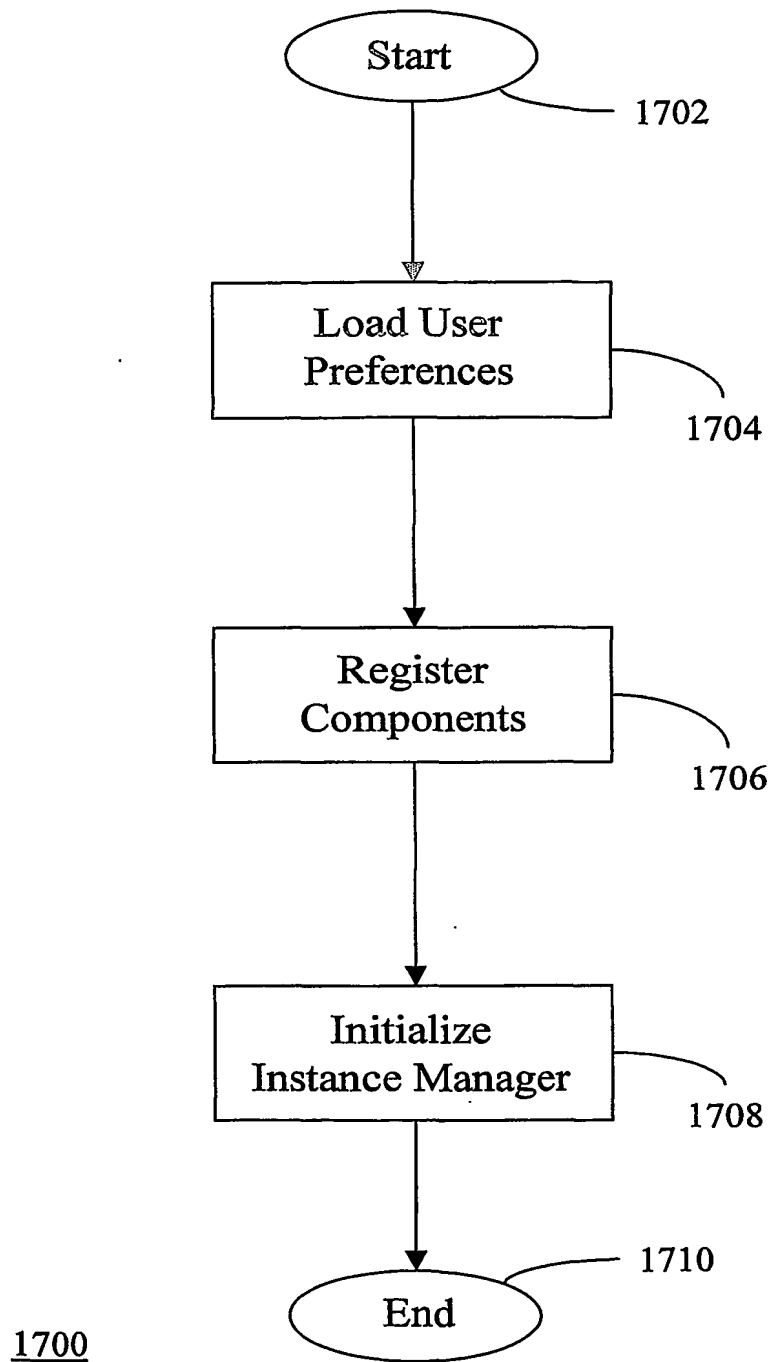 Start
1702
Load User
Preferences
1704
Register
Components
1706
Initialize
Instance Manager
1708
1710
End
1700